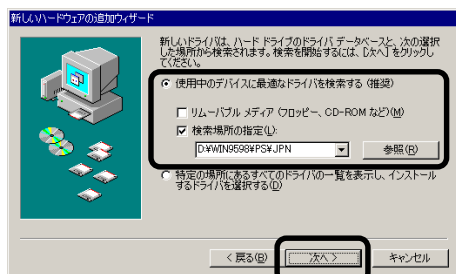 新しいハードウェアの追加ウィザード
新しいドライバは、ハード ドライブのドライバ データベースと、次の選択
した場所から検索されます。検索を開始するには、[次へ] をクリックし
てください。
使用中のデバイスに最適なドライバを検索する (推奨)
リムーバブル メディア (フロッピー、CD-ROM など)(M)
検索場所の指定(L):
D:¥WIN9598¥PS¥JPN
参照(R)
特定の場所にあるすべてのドライバの一覧を表示し、インストール
するドライバを選択する(D)
< 戻る(B)
次へ >
キャンセル